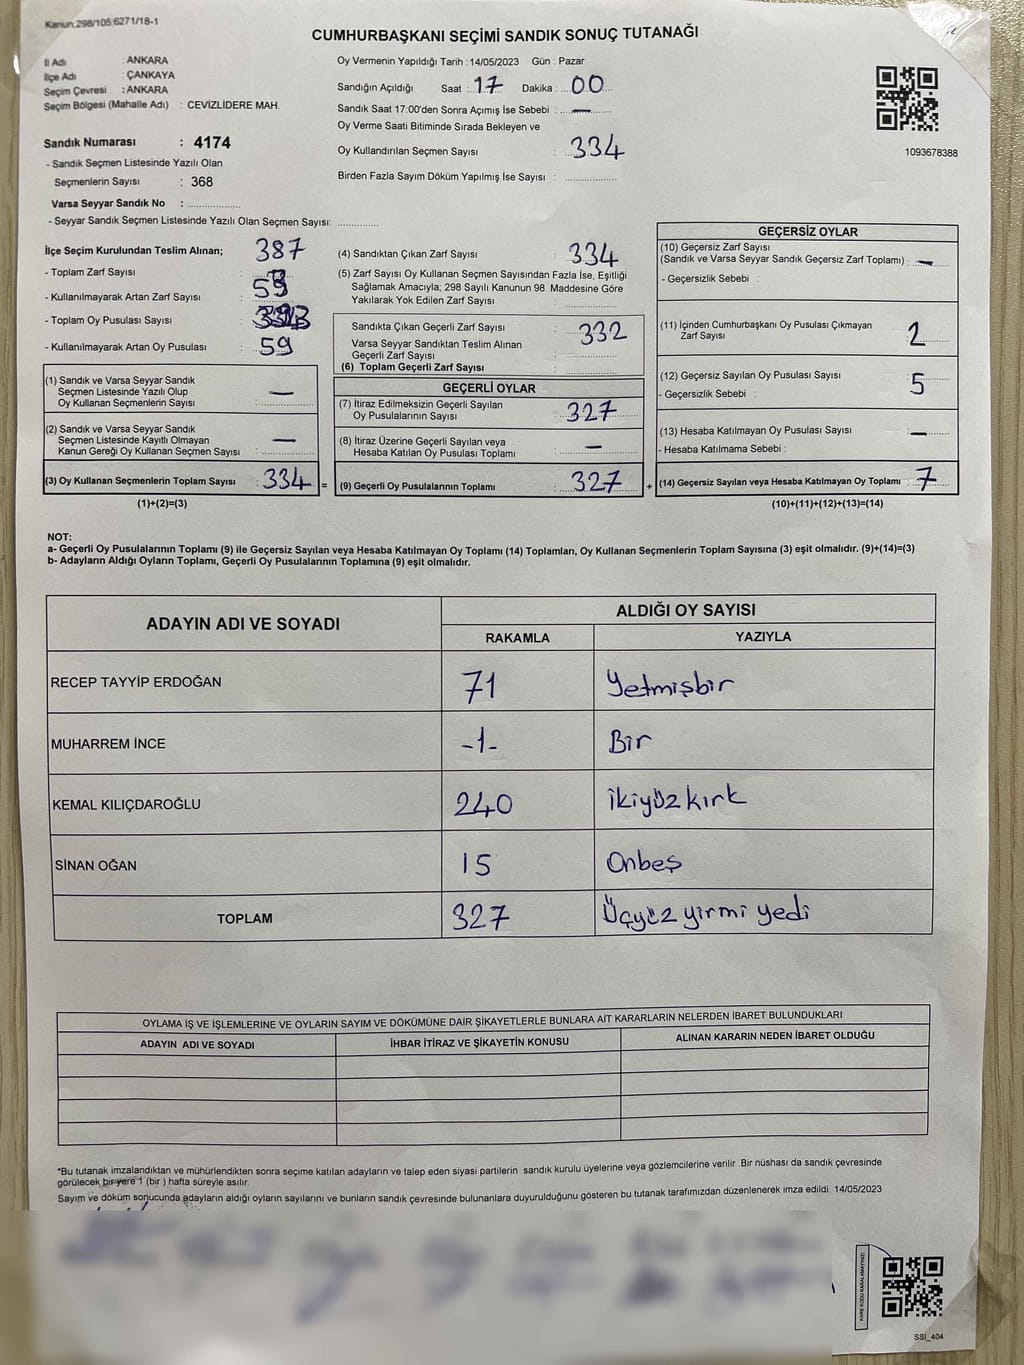 Kanun:298/105;6271/18-1
CUMHURBAŞKANI SEÇİMİ SANDIK SONUÇ TUTANAĞI
İl Adı : ANKARA
İlçe Adı : ÇANKAYA
Seçim Çevresi : ANKARA
Seçim Bölgesi (Mahalle Adı) : CEVİZLİDERE MAH.
Sandık Numarası : 4174
- Sandık Seçmen Listesinde Yazılı Olan
Seçmenlerin Sayısı : 368
Varsa Seyyar Sandık No :
- Seyyar Sandık Seçmen Listesinde Yazılı Olan Seçmen Sayısı:
Oy Vermenin Yapıldığı Tarih : 14/05/2023 Gün : Pazar
Sandığın Açıldığı Saat : 17 Dakika : 00
Sandık Saat 17:00'den Sonra Açılmış İse Sebebi : —
Oy Verme Saati Bitiminde Sırada Bekleyen ve
Oy Kullandırılan Seçmen Sayısı : 334
Birden Fazla Sayım Döküm Yapılmış İse Sayısı :
1093678388
İlçe Seçim Kurulundan Teslim Alınan; 387
- Toplam Zarf Sayısı :
- Kullanılmayarak Artan Zarf Sayısı :
- Toplam Oy Pusulası Sayısı :
- Kullanılmayarak Artan Oy Pusulası : 59
(1) Sandık ve Varsa Seyyar Sandık
Seçmen Listesinde Yazılı Olup
Oy Kullanan Seçmenlerin Sayısı : —
(2) Sandık ve Varsa Seyyar Sandık
Seçmen Listesinde Kayıtlı Olmayan
Kanun Gereği Oy Kullanan Seçmen Sayısı : —
(3) Oy Kullanan Seçmenlerin Toplam Sayısı : 334 =
(1)+(2)=(3)
(4) Sandıktan Çıkan Zarf Sayısı : 334
(5) Zarf Sayısı Oy Kullanan Seçmen Sayısından Fazla İse, Eşitliği
Sağlamak Amacıyla; 298 Sayılı Kanunun 98. Maddesine Göre
Yakılarak Yok Edilen Zarf Sayısı :
Sandıkta Çıkan Geçerli Zarf Sayısı : 332
Varsa Seyyar Sandıktan Teslim Alınan
Geçerli Zarf Sayısı :
(6) Toplam Geçerli Zarf Sayısı :
GEÇERLİ OYLAR
(7) İtiraz Edilmeksizin Geçerli Sayılan
Oy Pusulalarının Sayısı : 327
(8) İtiraz Üzerine Geçerli Sayılan veya
Hesaba Katılan Oy Pusulası Toplamı : —
(9) Geçerli Oy Pusulalarının Toplamı : 327 +
GEÇERSİZ OYLAR
(10) Geçersiz Zarf Sayısı
(Sandık ve Varsa Seyyar Sandık Geçersiz Zarf Toplamı) : —
- Geçersizlik Sebebi :
(11) İçinden Cumhurbaşkanı Oy Pusulası Çıkmayan
Zarf Sayısı : 2
(12) Geçersiz Sayılan Oy Pusulası Sayısı : 5
- Geçersizlik Sebebi :
(13) Hesaba Katılmayan Oy Pusulası Sayısı : —
- Hesaba Katılmama Sebebi :
(14) Geçersiz Sayılan veya Hesaba Katılmayan Oy Toplamı : 7
(10)+(11)+(12)+(13)=(14)
NOT:
a- Geçerli Oy Pusulalarının Toplamı (9) ile Geçersiz Sayılan veya Hesaba Katılmayan Oy Toplamı (14) Toplamları, Oy Kullanan Seçmenlerin Toplam Sayısına (3) eşit olmalıdır. (9)+(14)=(3)
b- Adayların Aldığı Oyların Toplamı, Geçerli Oy Pusulalarının Toplamına (9) eşit olmalıdır.
ADAYIN ADI VE SOYADI ALDIĞI OY SAYISI
RAKAMLA YAZIYLA
RECEP TAYYİP ERDOĞAN 71 Yetmişbir
MUHARREM İNCE -1- Bir
KEMAL KILIÇDAROĞLU 240 İkiyüzkırk
SİNAN OĞAN 15 Onbeş
TOPLAM 327 Üçyüz yirmi yedi
OYLAMA İŞ VE İŞLEMLERİNE VE OYLARIN SAYIM VE DÖKÜMÜNE DAİR ŞİKAYETLERLE BUNLARA AİT KARARLARIN NELERDEN İBARET BULUNDUKLARI
ADAYIN ADI VE SOYADI İHBAR İTİRAZ VE ŞİKAYETİN KONUSU ALINAN KARARIN NEDEN İBARET OLDUĞU
*Bu tutanak imzalandıktan ve mühürlendikten sonra seçime katılan adayların ve talep eden siyasi partilerin sandık kurulu üyelerine veya gözlemcilerine verilir Bir nüshası da sandık çevresinde
görülecek bir yere 1 (bir ) hafta süreyle asılır.
Sayım ve döküm sonucunda adayların aldığı oyların sayılarını ve bunların sandık çevresinde bulunanlara duyurulduğunu gösteren bu tutanak tarafımızdan düzenlenerek imza edildi. 14/05/2023
KARE KODU KARALAMAYINIZ!
SSI_404